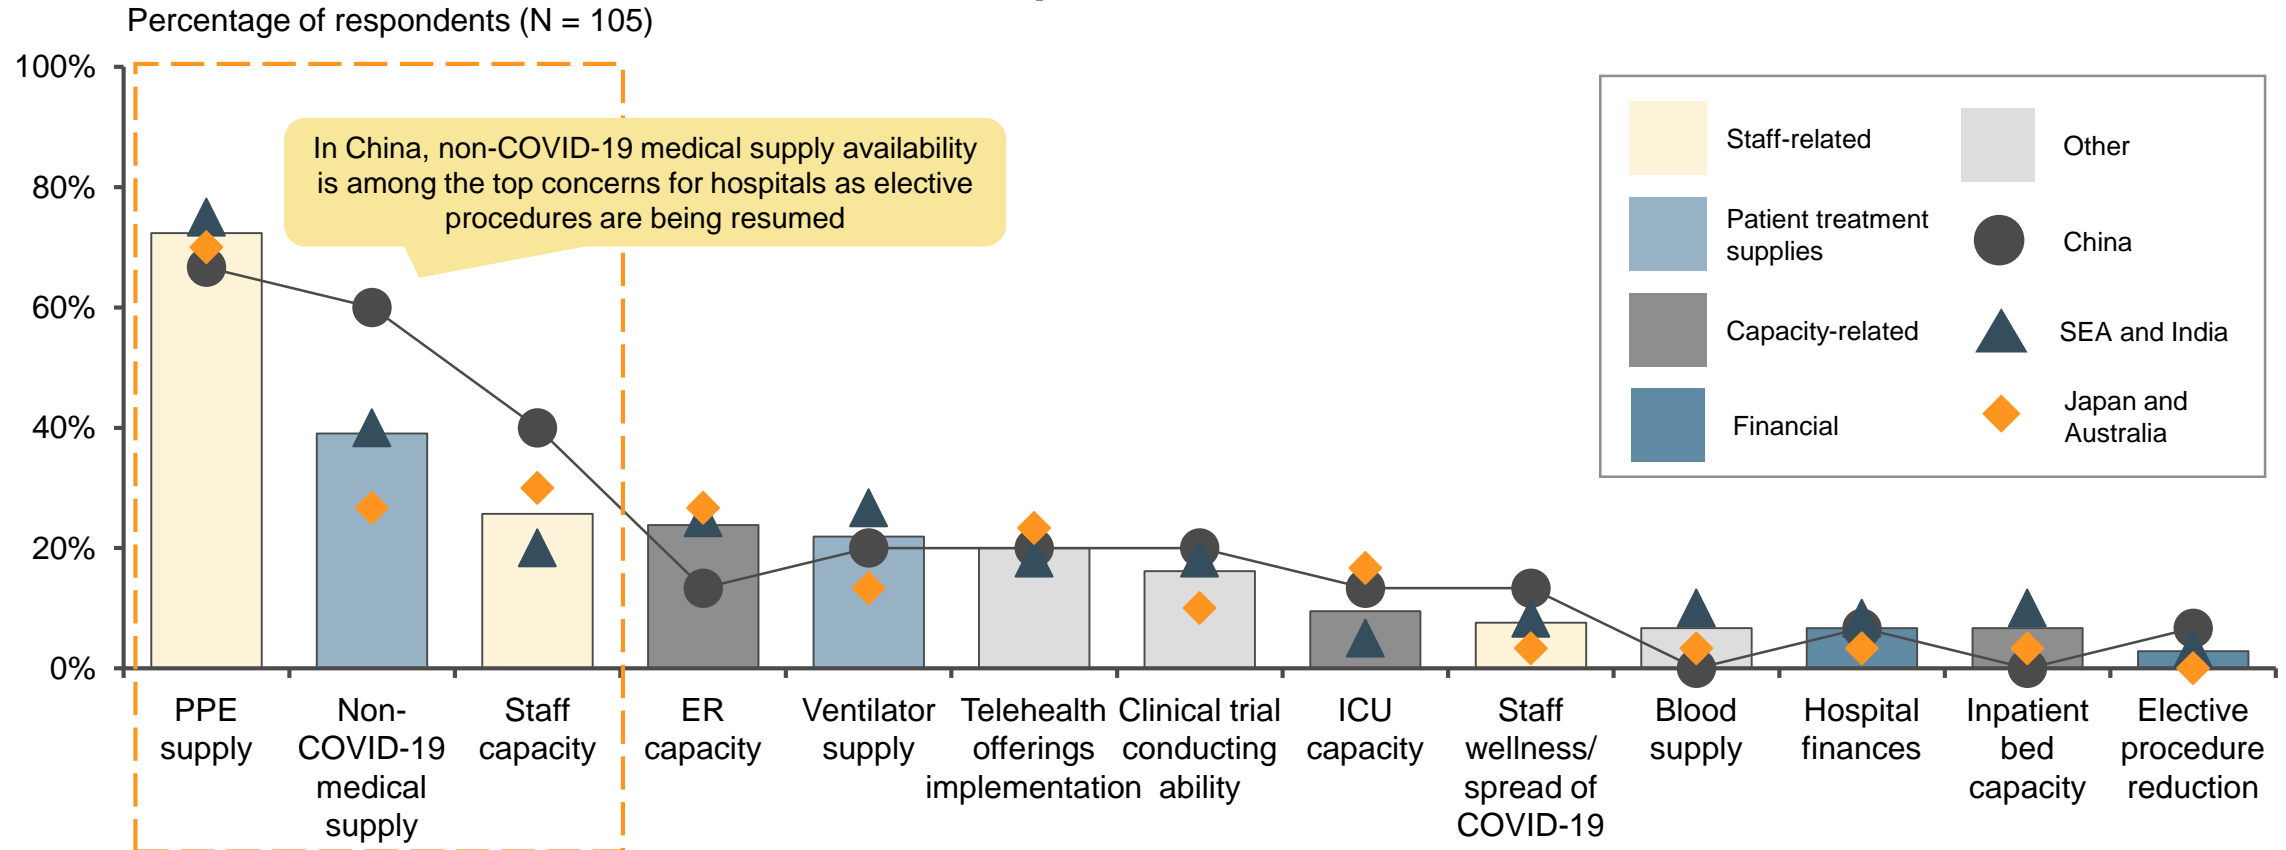 Percentage of respondents (N = 105)
100%
80%
60%
40%
20%
0%
In China, non-COVID-19 medical supply availability
is among the top concerns for hospitals as elective
procedures are being resumed
Staff-related
Patient treatment
supplies
Capacity-related
Financial
Other
China
SEA and India
Japan and
Australia
PPE
supply
Non-
COVID-19
medical
supply
Staff
capacity
ER
capacity
Ventilator
supply
Telehealth
offerings
implementation
Clinical trial
conducting
ability
ICU
capacity
Staff
wellness/
spread of
COVID-19
Blood
supply
Hospital
finances
Inpatient
bed
capacity
Elective
procedure
reduction